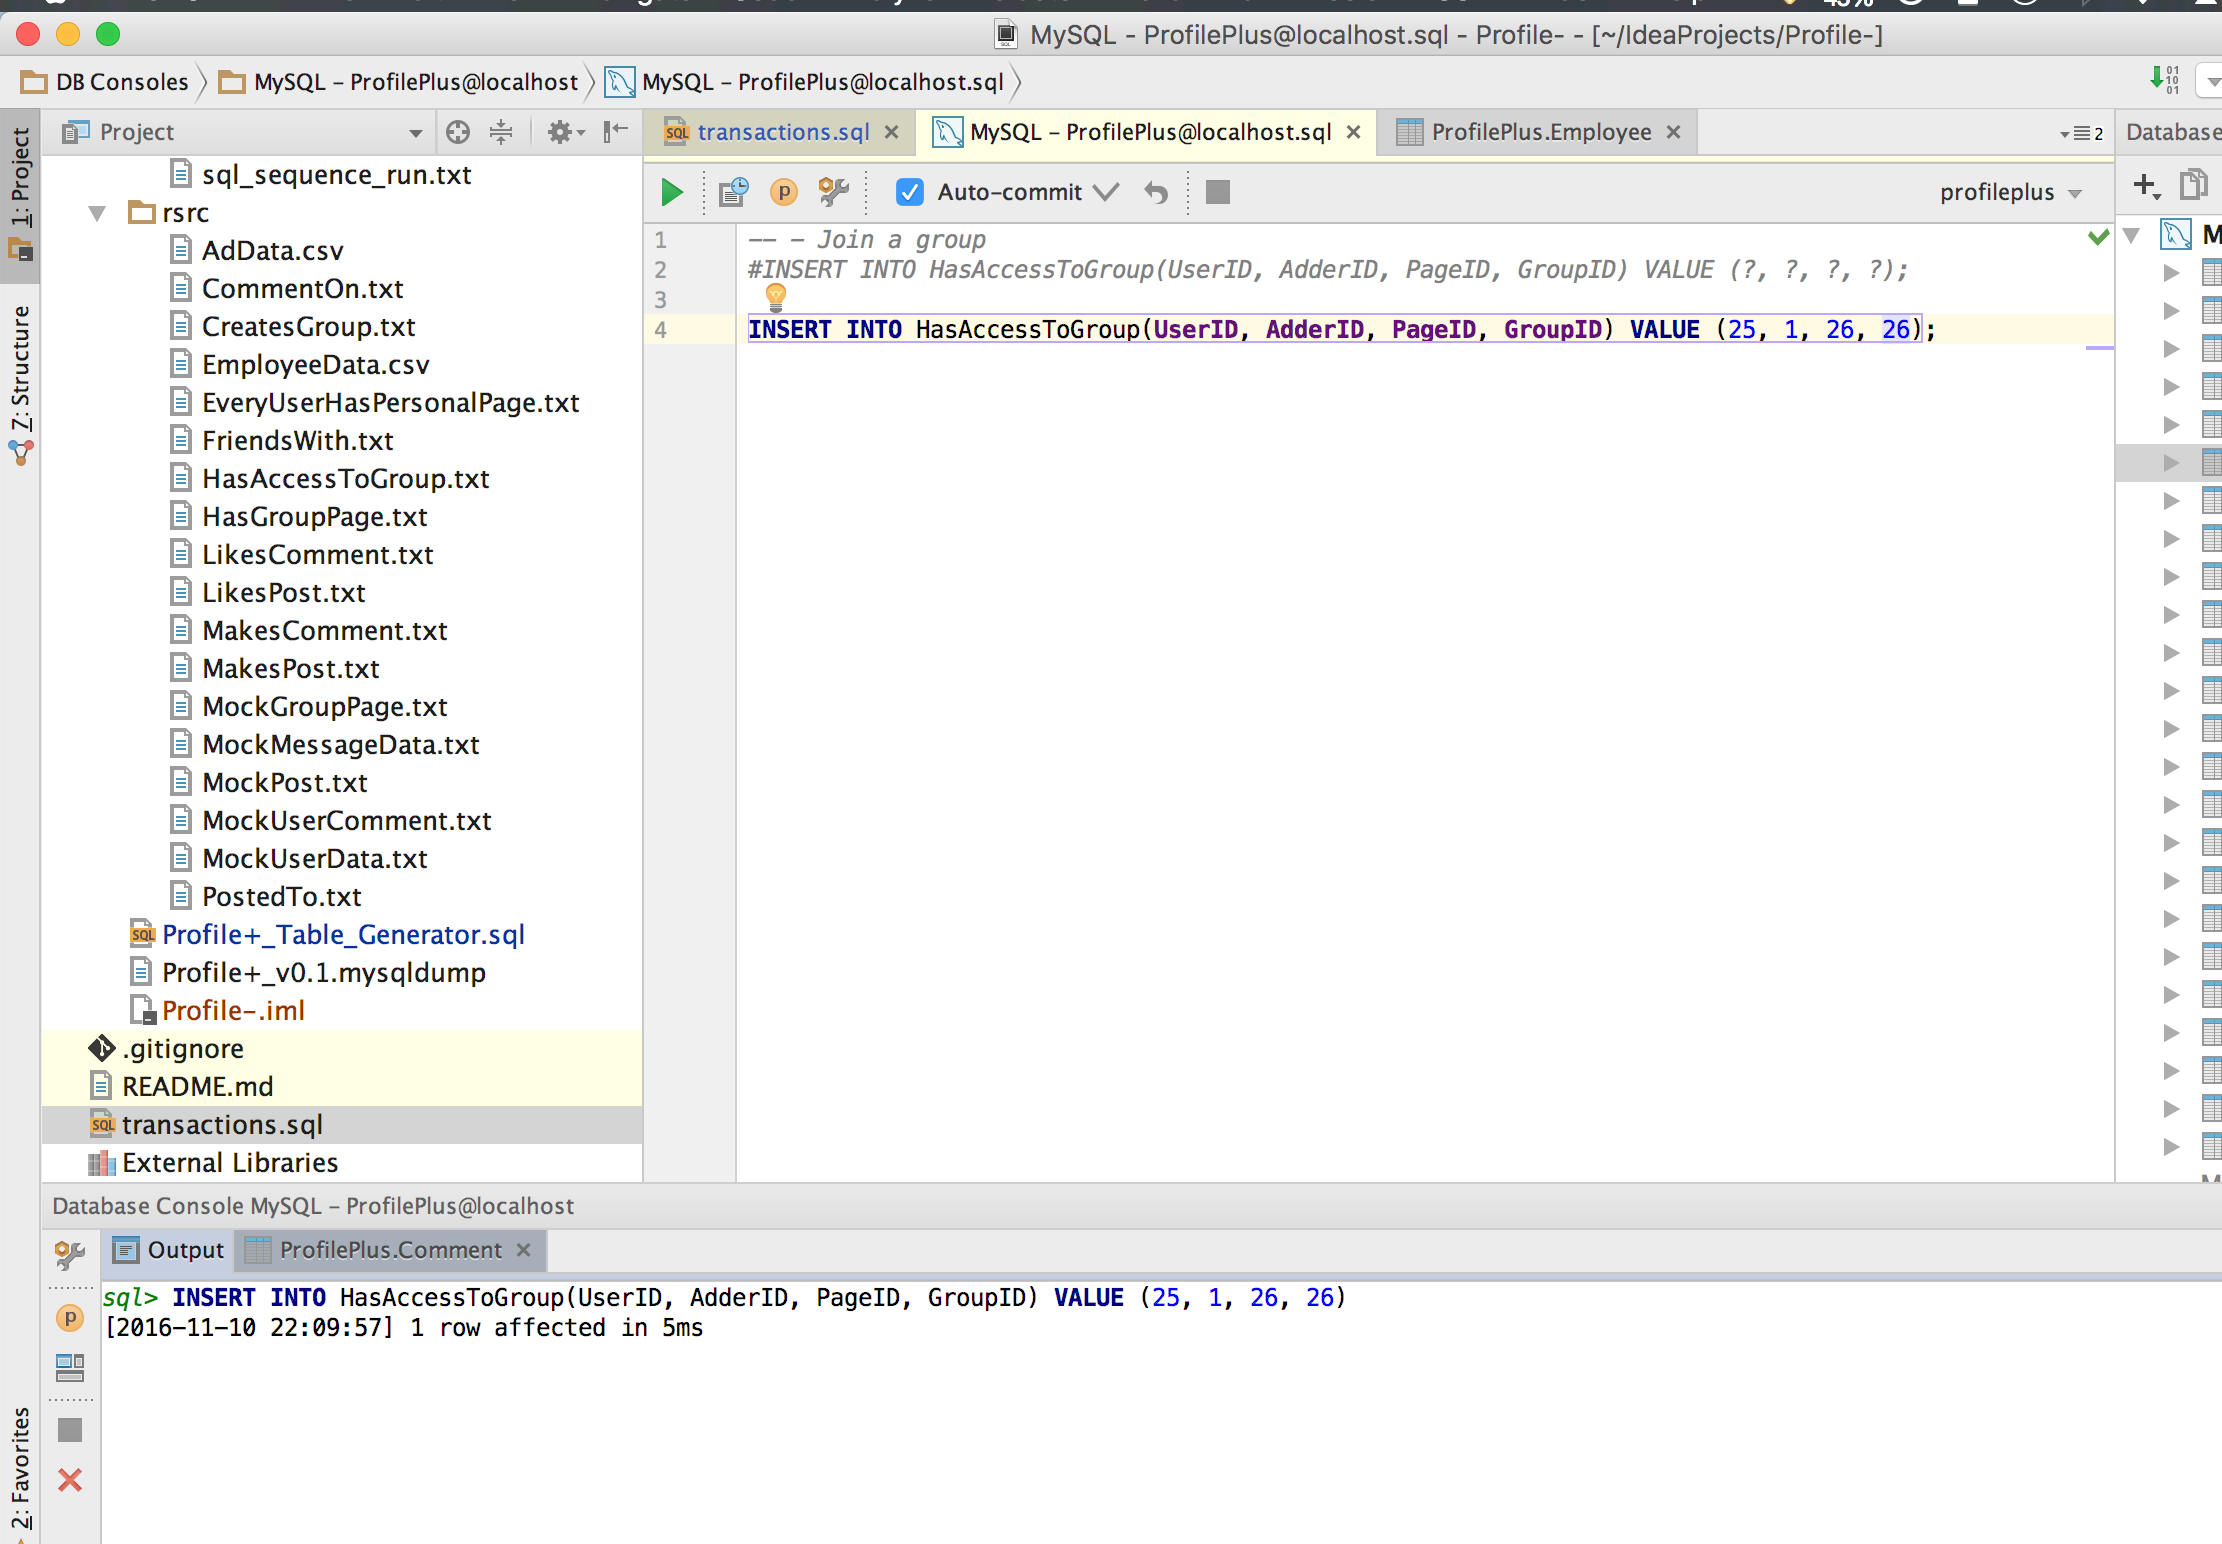 MySQL - ProfilePlus@localhost.sql - Profile- - [~/IdeaProjects/Profile-]
DB Consoles
MySQL - ProfilePlus@localhost
MySQL - ProfilePlus@localhost.sql
1: Project
7: Structure
2: Favorites
Project
sql_sequence_run.txt
rsrc
AdData.csv
CommentOn.txt
CreatesGroup.txt
EmployeeData.csv
EveryUserHasPersonalPage.txt
FriendsWith.txt
HasAccessToGroup.txt
HasGroupPage.txt
LikesComment.txt
LikesPost.txt
MakesComment.txt
MakesPost.txt
MockGroupPage.txt
MockMessageData.txt
MockPost.txt
MockUserComment.txt
MockUserData.txt
PostedTo.txt
Profile+_Table_Generator.sql
Profile+_v0.1.mysqldump
Profile-.iml
.gitignore
README.md
transactions.sql
External Libraries
transactions.sql
MySQL - ProfilePlus@localhost.sql
ProfilePlus.Employee
2
Database
Auto-commit
profileplus
1 -- - Join a group
2 #INSERT INTO HasAccessToGroup(UserID, AdderID, PageID, GroupID) VALUE (?, ?, ?, ?);
3
4 INSERT INTO HasAccessToGroup(UserID, AdderID, PageID, GroupID) VALUE (25, 1, 26, 26);
Database Console MySQL - ProfilePlus@localhost
Output
ProfilePlus.Comment
sql> INSERT INTO HasAccessToGroup(UserID, AdderID, PageID, GroupID) VALUE (25, 1, 26, 26)
[2016-11-10 22:09:57] 1 row affected in 5ms